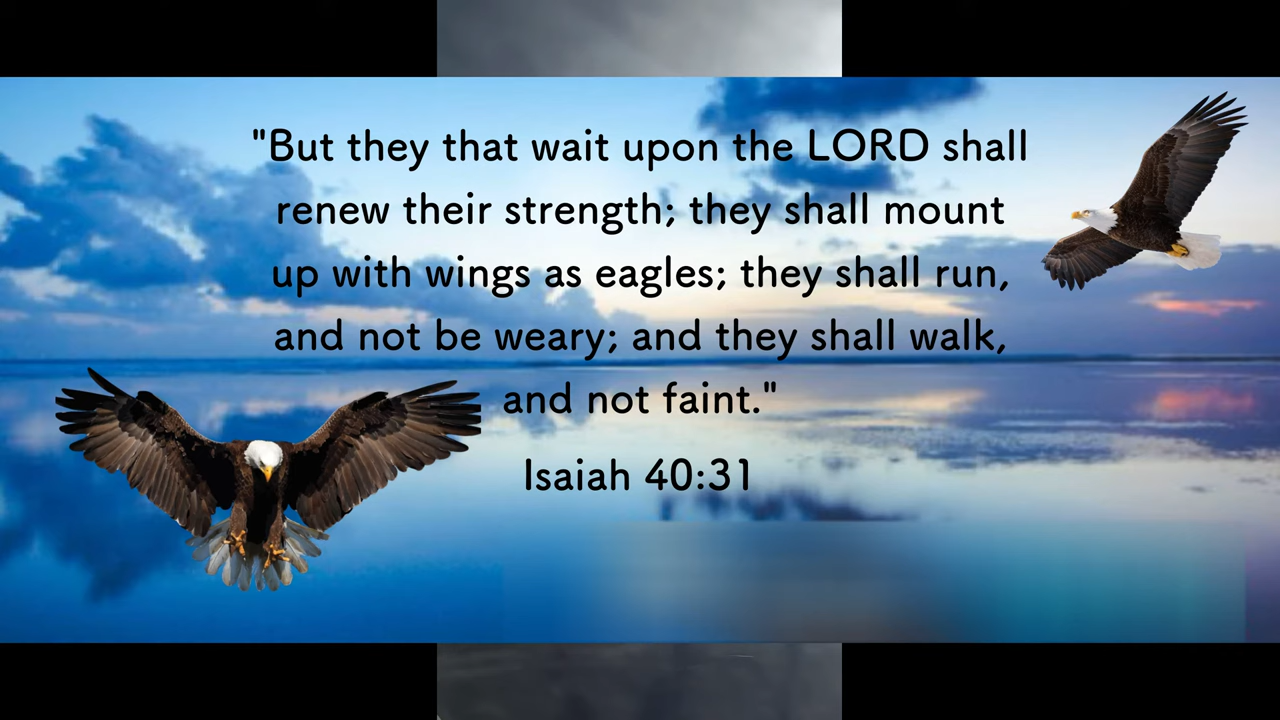 "But they that wait upon the LORD shall
renew their strength; they shall mount
up with wings as eagles; they shall run,
and not be weary; and they shall walk,
and not faint."
Isaiah 40:31